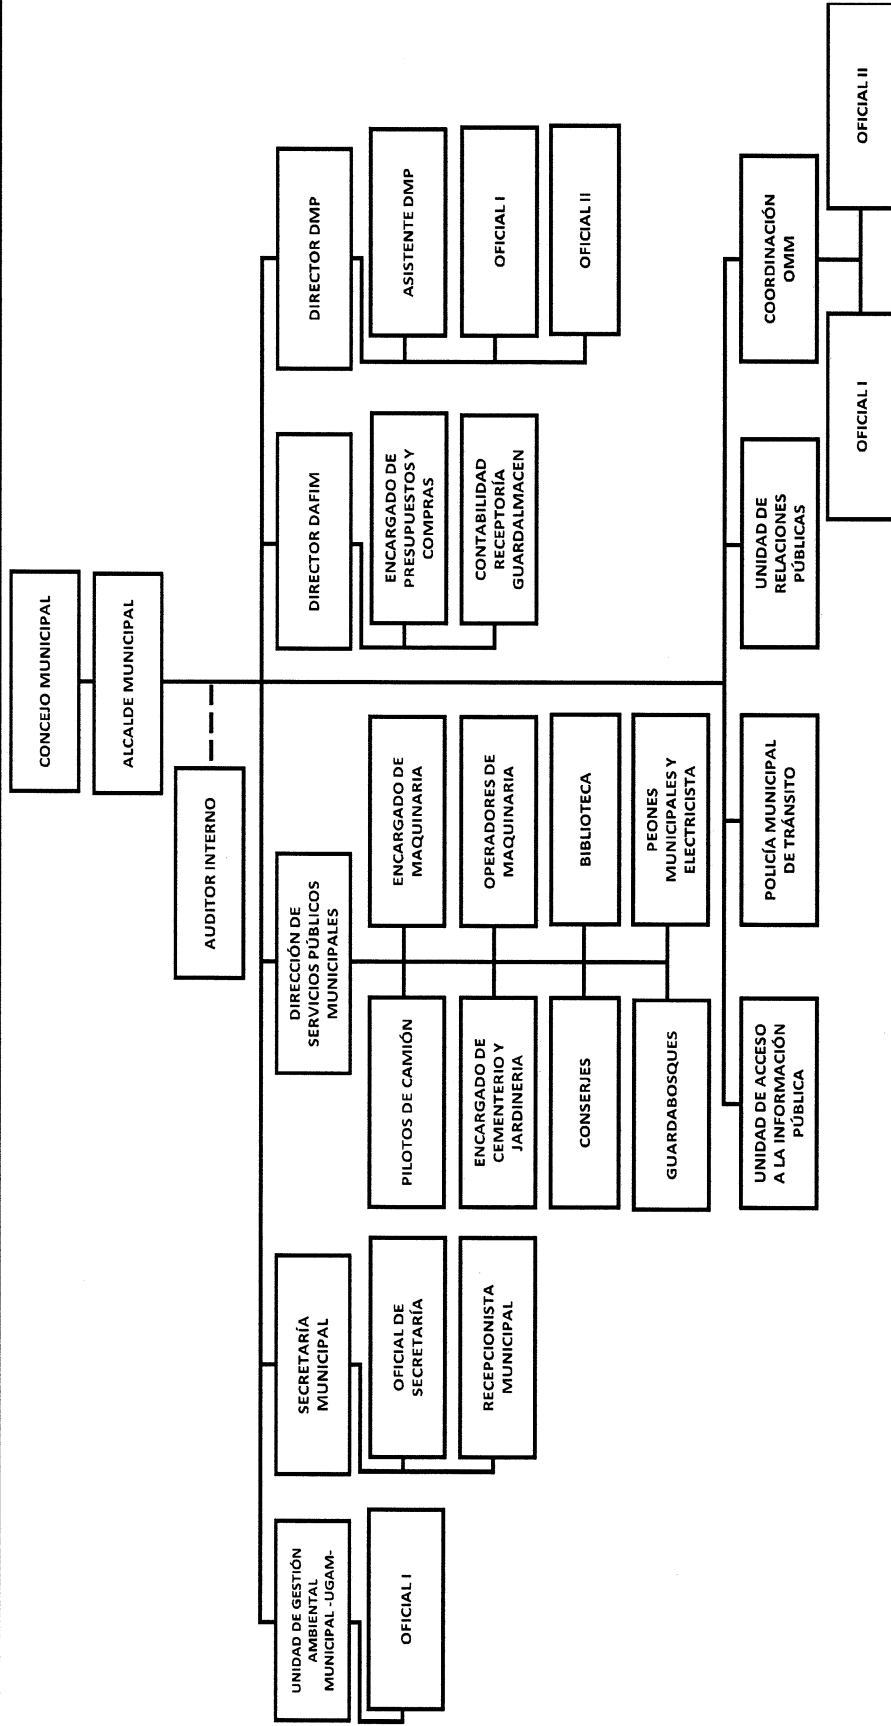 CONCEJO MUNICIPAL
ALCALDE MUNICIPAL
AUDITOR INTERNO
UNIDAD DE GESTIÓN
AMBIENTAL
MUNICIPAL -UGAM-
OFICIAL I
SECRETARÍA
MUNICIPAL
OFICIAL DE
SECRETARÍA
RECEPCIONISTA
MUNICIPAL
DIRECCIÓN DE
SERVICIOS PÚBLICOS
MUNICIPALES
PILOTOS DE CAMIÓN
ENCARGADO DE
MAQUINARIA
ENCARGADO DE
CEMENTERIO Y
JARDINERIA
OPERADORES DE
MAQUINARIA
CONSERJES
BIBLIOTECA
GUARDABOSQUES
PEONES
MUNICIPALES Y
ELECTRICISTA
DIRECTOR DAFIM
ENCARGADO DE
PRESUPUESTOS Y
COMPRAS
CONTABILIDAD
RECEPTORÍA
GUARDALMACEN
DIRECTOR DMP
ASISTENTE DMP
OFICIAL I
OFICIAL II
UNIDAD DE ACCESO
A LA INFORMACIÓN
PÚBLICA
POLICÍA MUNICIPAL
DE TRÁNSITO
UNIDAD DE
RELACIONES
PÚBLICAS
COORDINACIÓN
OMM
OFICIAL I
OFICIAL II